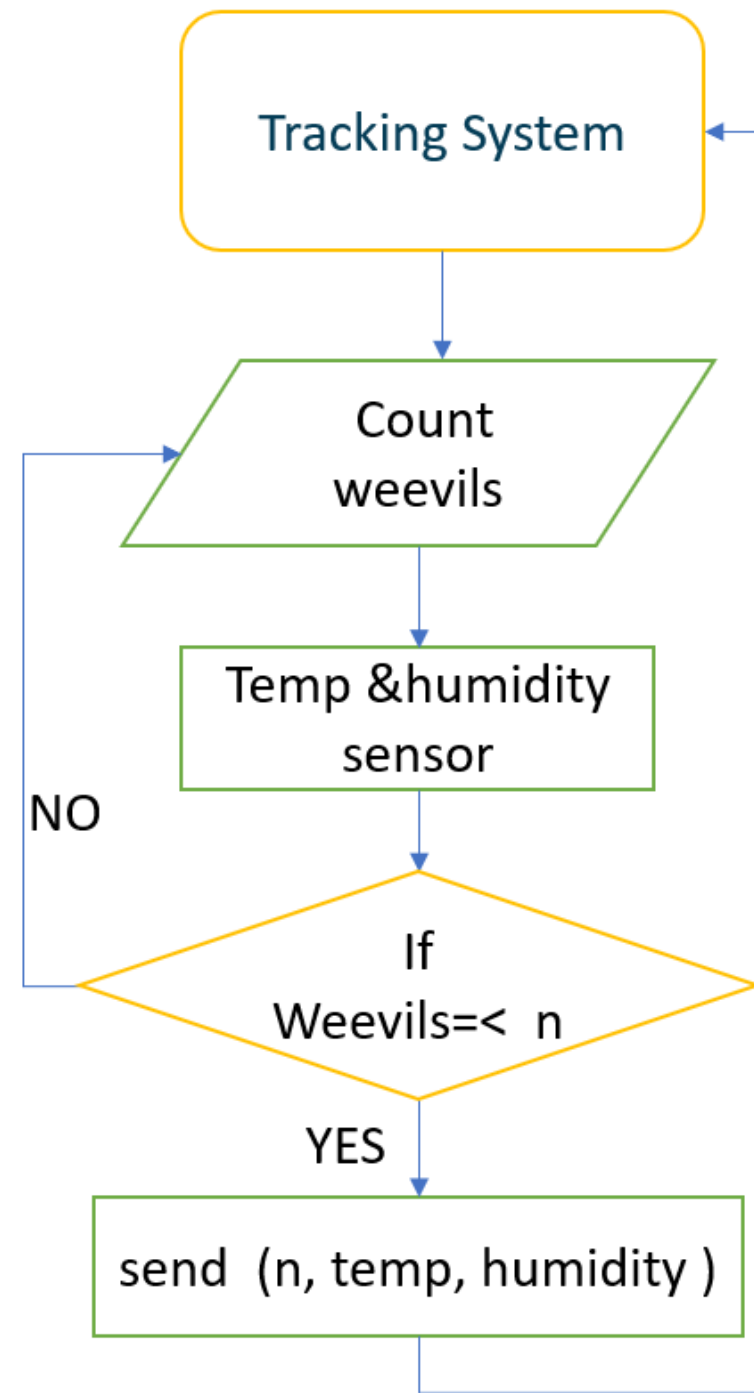 Tracking System
Count
weevils
Temp &humidity
sensor
NO
If
Weevils=<  n
YES
send  (n, temp, humidity )